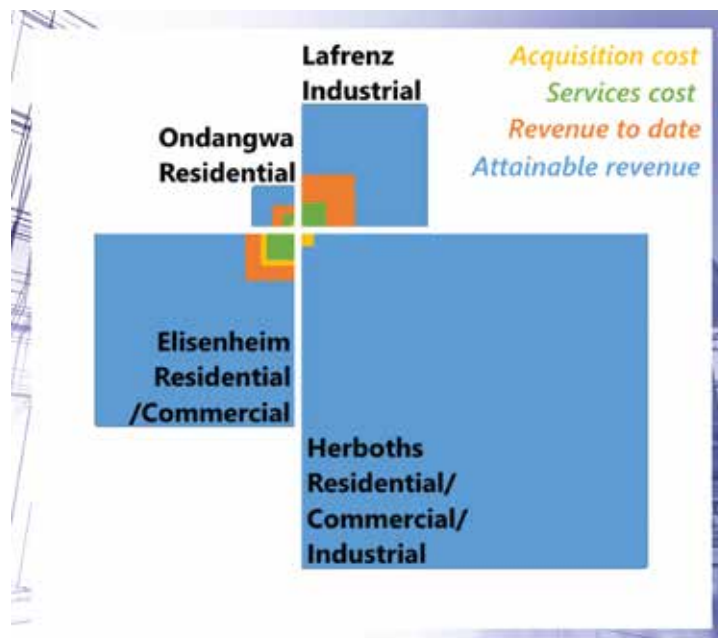 Lafrenz
Industrial
Acquisition cost
Services cost
Revenue to date
Attainable revenue
Ondangwa
Residential
Elisenheim
Residential
/Commercial
Herboths
Residential/
Commercial/
Industrial